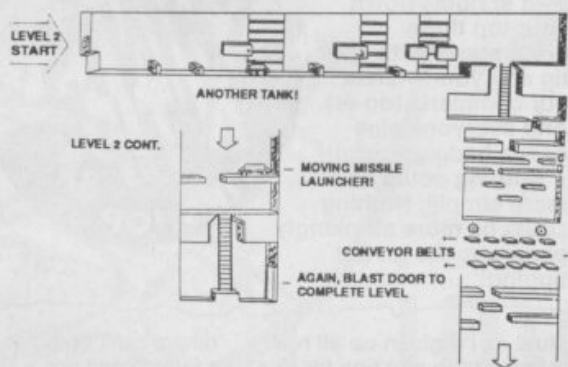 LEVEL 2
START
ANOTHER TANK!
LEVEL 2 CONT.
MOVING MISSILE
LAUNCHER!
CONVEYOR BELTS
AGAIN, BLAST DOOR TO
COMPLETE LEVEL